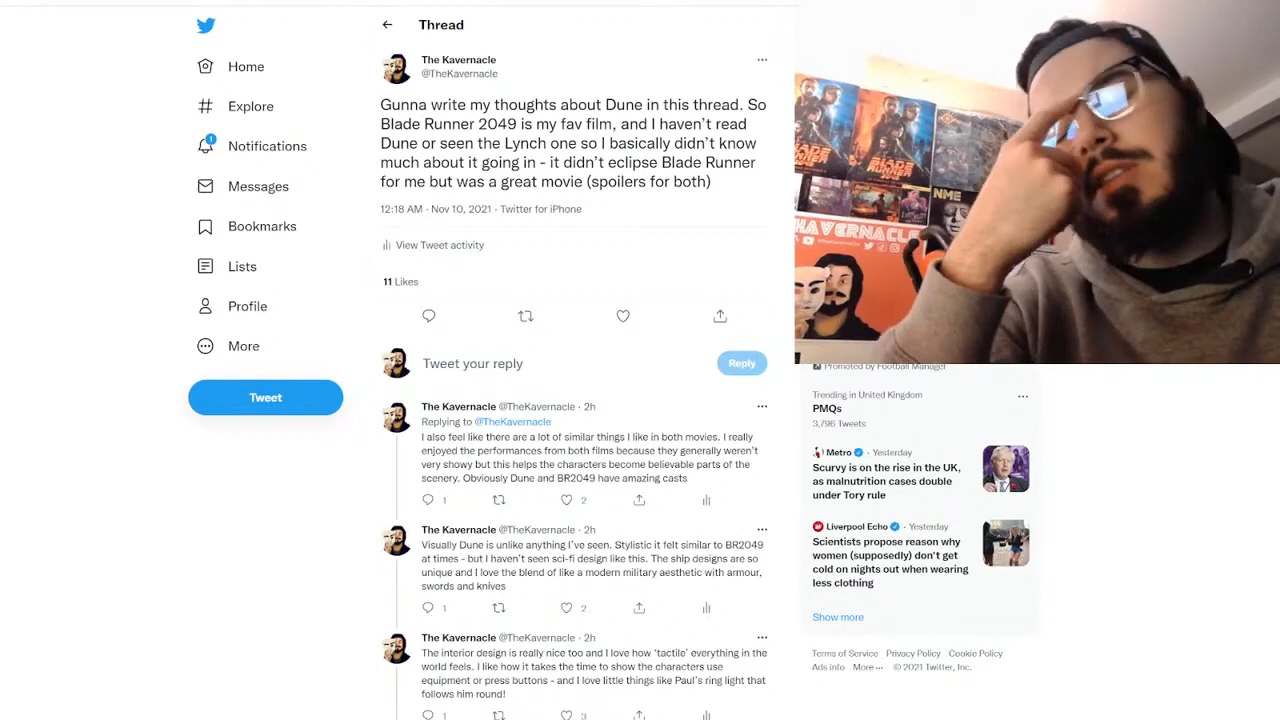 Thread
Home
Explore
1
Notifications
Messages
Bookmarks
Lists
Profile
More
Tweet
The Kavernacle
@TheKavernacle
Gunna write my thoughts about Dune in this thread. So
Blade Runner 2049 is my fav film, and I haven't read
Dune or seen the Lynch one so I basically didn't know
much about it going in - it didn't eclipse Blade Runner
for me but was a great movie (spoilers for both)
12:18 AM · Nov 10, 2021 · Twitter for iPhone
View Tweet activity
11 Likes
Tweet your reply
Reply
The Kavernacle @TheKavernacle · 2h
Replying to @TheKavernacle
I also feel like there are a lot of similar things I like in both movies. I really
enjoyed the performances from both films because they generally weren't
very showy but this helps the characters become believable parts of the
scenery. Obviously Dune and BR2049 have amazing casts
1 2
The Kavernacle @TheKavernacle · 2h
Visually Dune is unlike anything I've seen. Stylistic it felt similar to BR2049
at times - but I haven't seen sci-fi design like this. The ship designs are so
unique and I love the blend of like a modern military aesthetic with armour,
swords and knives
1 2
The Kavernacle @TheKavernacle · 2h
The interior design is really nice too and I love how 'tactile' everything in the
world feels. I like how it takes the time to show the characters use
equipment or press buttons - and I love little things like Paul's ring light that
follows him round!
1 3
BLADE
RUNNER
BLADE
RUNNER
NME
HAVERNACLE
Promoted by Football Manager
Trending in United Kingdom
PMQs
3,796 Tweets
Metro · Yesterday
Scurvy is on the rise in the UK,
as malnutrition cases double
under Tory rule
Liverpool Echo · Yesterday
Scientists propose reason why
women (supposedly) don't get
cold on nights out when wearing
less clothing
Show more
Terms of Service Privacy Policy Cookie Policy
Ads info More ··· © 2021 Twitter, Inc.